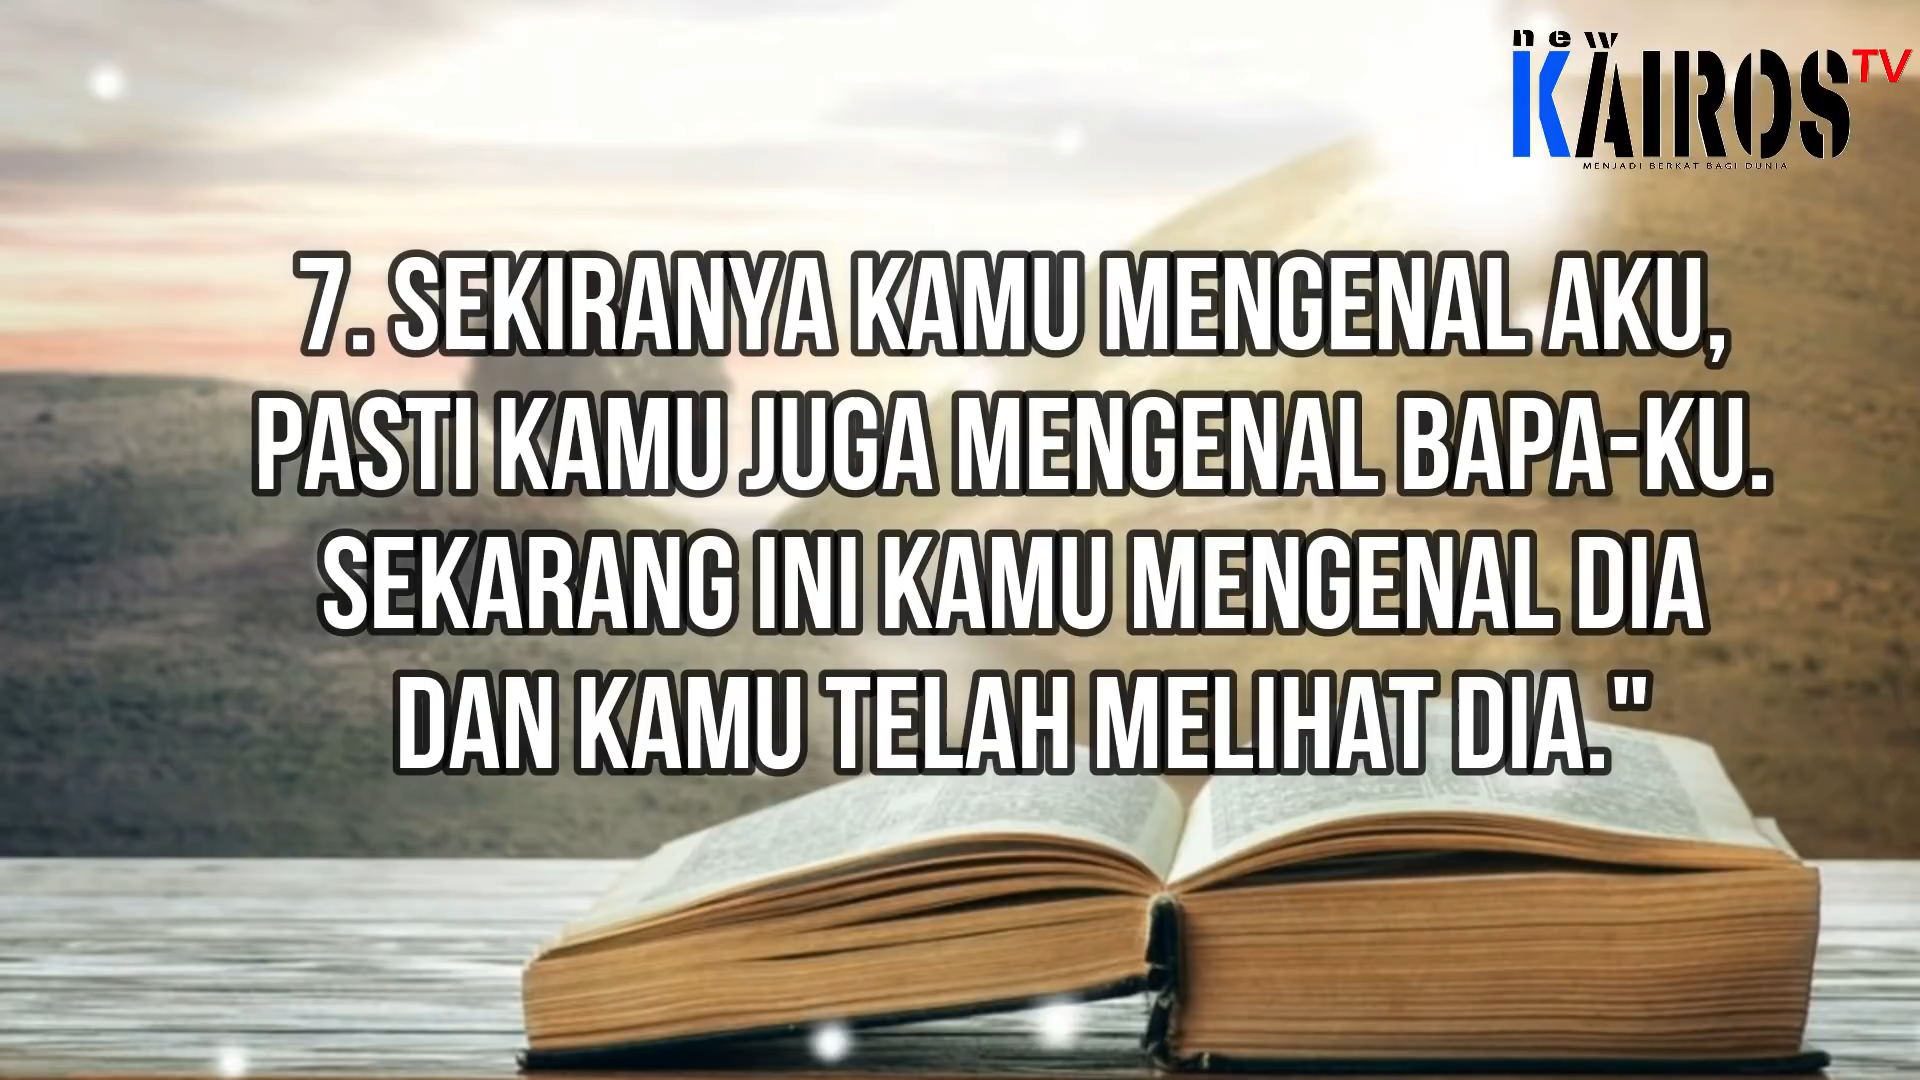 new
KAIROS TV
MENJADI BERKAT BAGI DUNIA
7. SEKIRANYA KAMU MENGENAL AKU,
PASTI KAMU JUGA MENGENAL BAPA-KU.
SEKARANG INI KAMU MENGENAL DIA
DAN KAMU TELAH MELIHAT DIA."